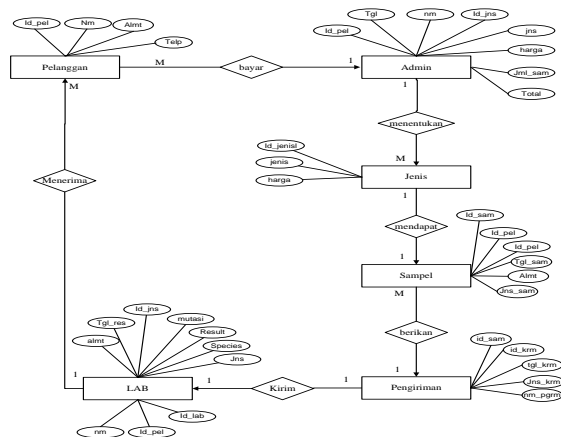 Id_pel
Nm
Almt
Telp
Tgl
nm
Id_jns
Id_pel
jns
harga
Jml_sam
Total
Pelanggan
M
bayar
1
Admin
M
1
menentukan
Menerima
M
Id_jenisl
jenis
harga
Jenis
1
mendapat
Id_sam
Id_pel
Id_pel
Tgl_sam
Almt
Jns_sam
1
Sampel
M
berikan
Id_jns
Tgl_res
mutasi
Result
almt
Species
Jns
id_sam
id_krm
tgl_krm
Jns_krm
nm_pgrm
1
1
LAB
1
Kirim
1
Pengiriman
nm
Id_pel
Id_lab